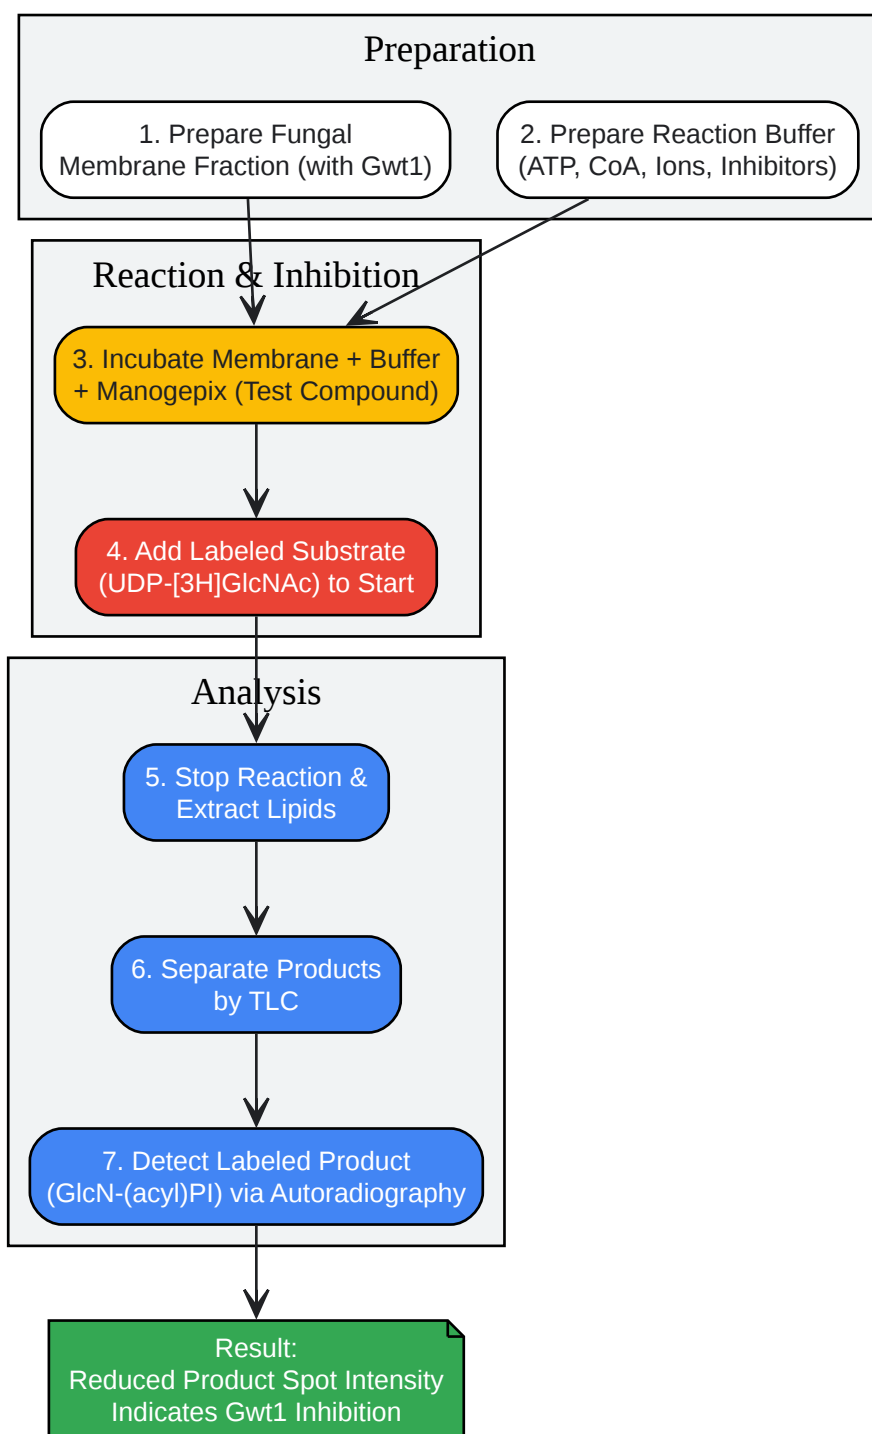 Preparation
1. Prepare Fungal
Membrane Fraction (with Gwt1)
2. Prepare Reaction Buffer
(ATP, CoA, Ions, Inhibitors)
Reaction & Inhibition
3. Incubate Membrane + Buffer
+ Manogepix (Test Compound)
4. Add Labeled Substrate
(UDP-[3H]GlcNAc) to Start
Analysis
5. Stop Reaction &
Extract Lipids
6. Separate Products
by TLC
7. Detect Labeled Product
(GlcN-(acyl)PI) via Autoradiography
Result:
Reduced Product Spot Intensity
Indicates Gwt1 Inhibition